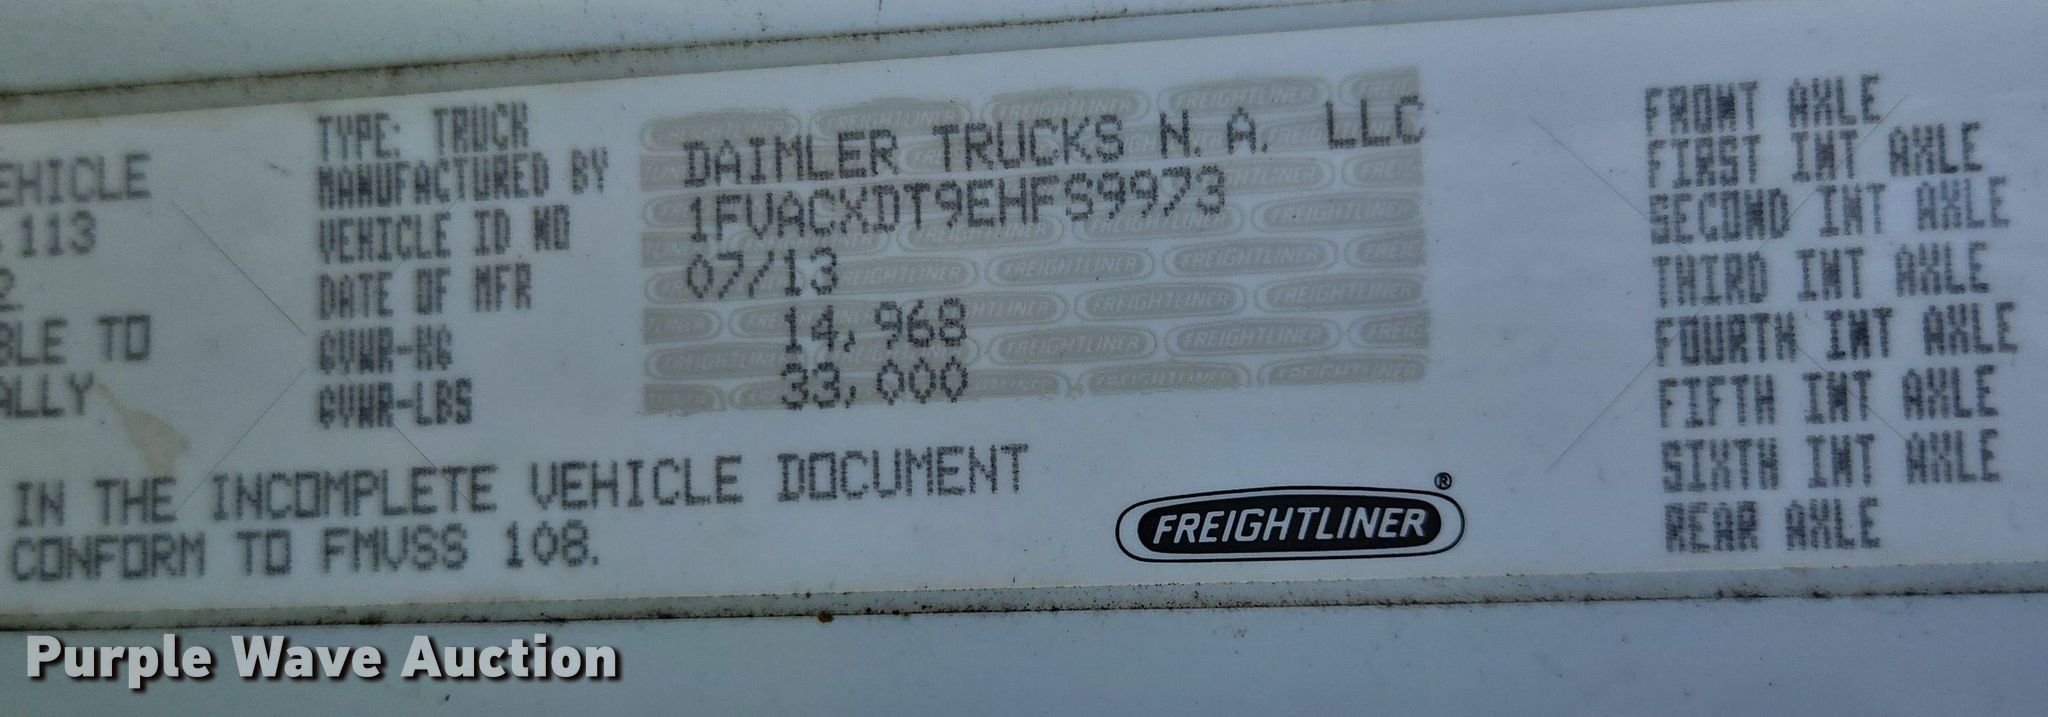 EHICLE
113
2
BLE TO
ALLY
IN THE INCOMPLETE VEHICLE DOCUMENT
CONFORM TO FMVSS 108.
TYPE: TRUCK
MANUFACTURED BY DAIMLER TRUCKS N.A. LLC
VEHICLE ID NO 1FVACXDT9EHFS9973
DATE OF MFR 07/13
GVWR-KG 14,968
GVWR-LBS 33,000
FREIGHTLINER®
FRONT AXLE
FIRST INT AXLE
SECOND INT AXLE
THIRD INT AXLE
FOURTH INT AXLE
FIFTH INT AXLE
SIXTH INT AXLE
REAR AXLE
Purple Wave Auction